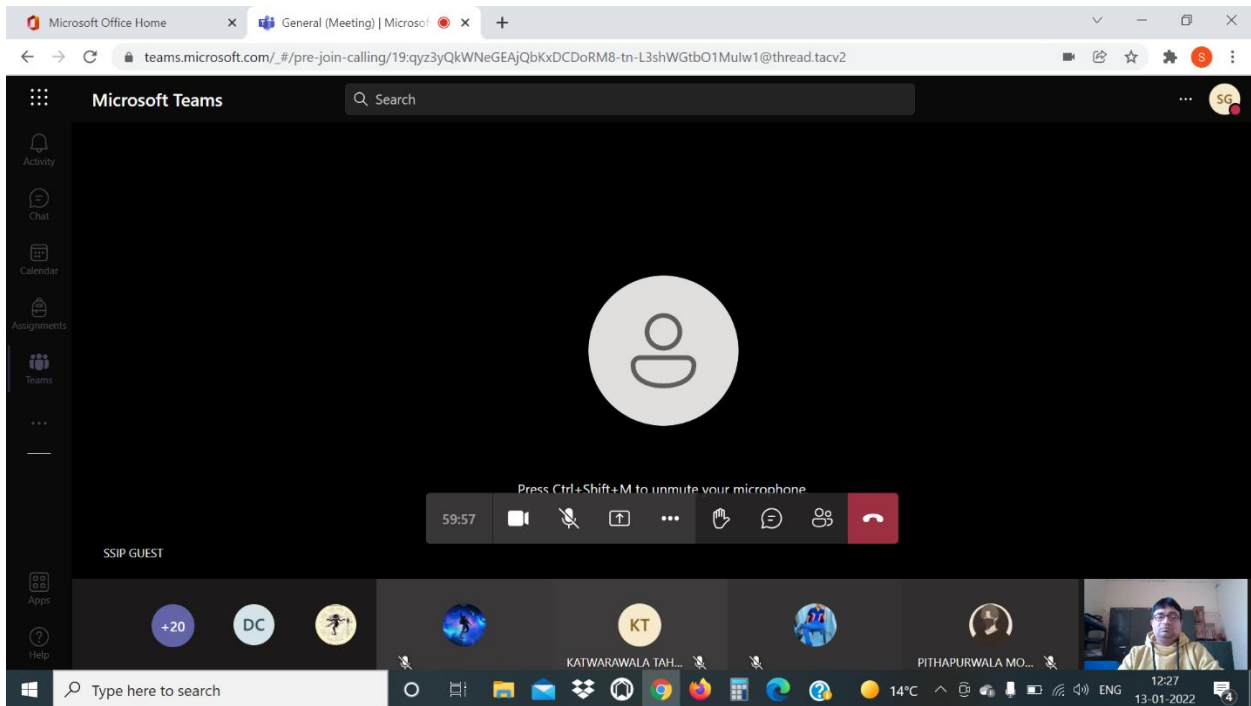 Microsoft Office Home
General (Meeting) | Microsof
teams.microsoft.com/_#/pre-join-calling/19:qyz3yQkWNeGEAjQbKxDCDoRM8-tn-L3shWGtbO1Mulw1@thread.tacv2
S
Microsoft Teams
Search
SG
Activity
Chat
Calendar
Assignments
Teams
Press Ctrl+Shift+M to unmute your microphone
59:57
SSIP GUEST
Apps
Help
+20
DC
KT
KATWARAWALA TAH...
PITHAPURWALA MO...
Type here to search
14°C
ENG
12:27
13-01-2022
4